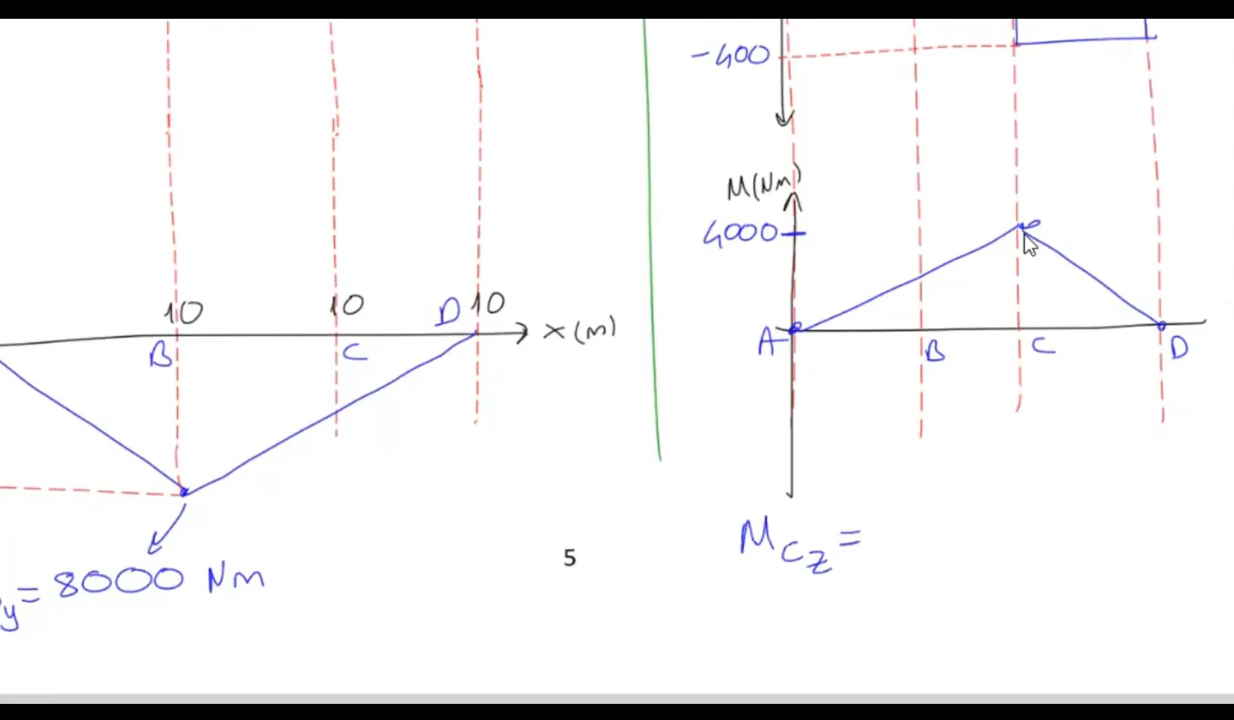 -400
M(Nm)
4000
10 10 D 10 x(m)
B C
A B C D
M_Cz =
y = 8000 Nm
5